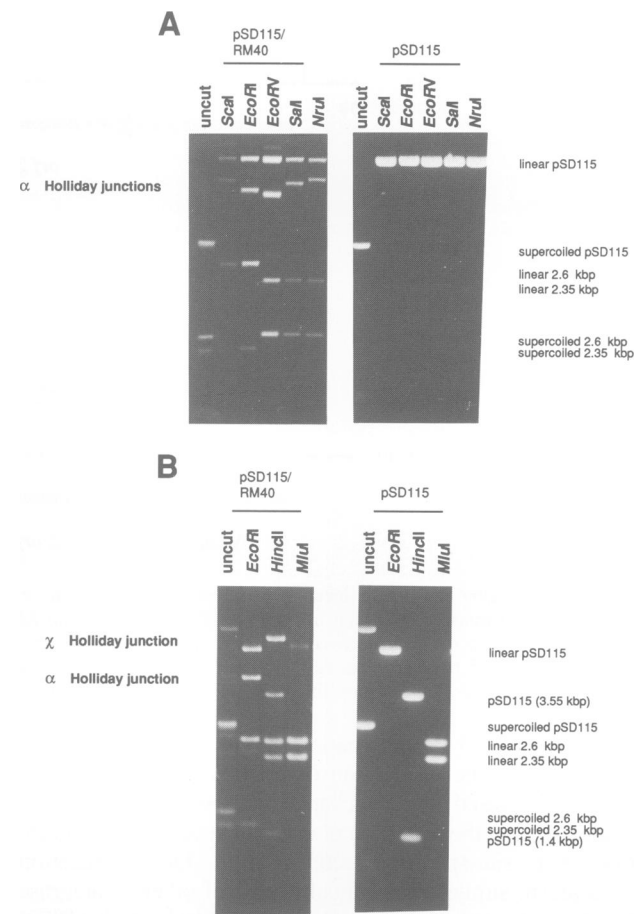 A
pSD115/
RM40
pSD115
uncut
ScaI
EcoRI
EcoRV
SalI
NruI
uncut
ScaI
EcoRI
EcoRV
SalI
NruI
α Holliday junctions
linear pSD115
supercoiled pSD115
linear 2.6 kbp
linear 2.35 kbp
supercoiled 2.6 kbp
supercoiled 2.35 kbp
B
pSD115/
RM40
pSD115
uncut
EcoRI
HincII
MluI
uncut
EcoRI
HincII
MluI
χ Holliday junction
α Holliday junction
linear pSD115
pSD115 (3.55 kbp)
supercoiled pSD115
linear 2.6 kbp
linear 2.35 kbp
supercoiled 2.6 kbp
supercoiled 2.35 kbp
pSD115 (1.4 kbp)